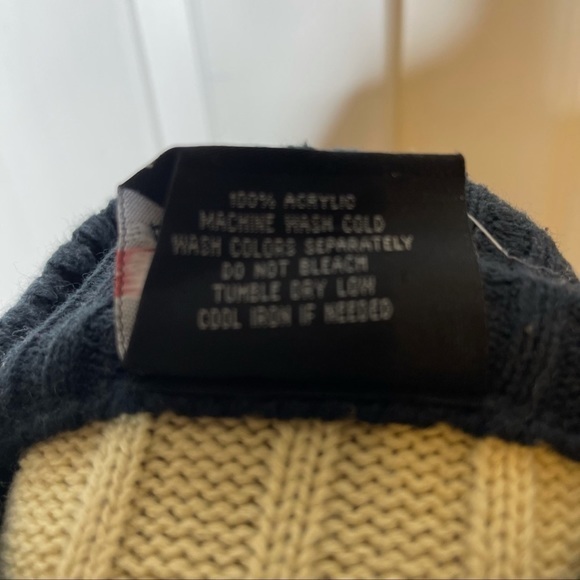 100% ACRYLIC
MACHINE WASH COLD
WASH COLORS SEPARATELY
DO NOT BLEACH
TUMBLE DRY LOW
COOL IRON IF NEEDED